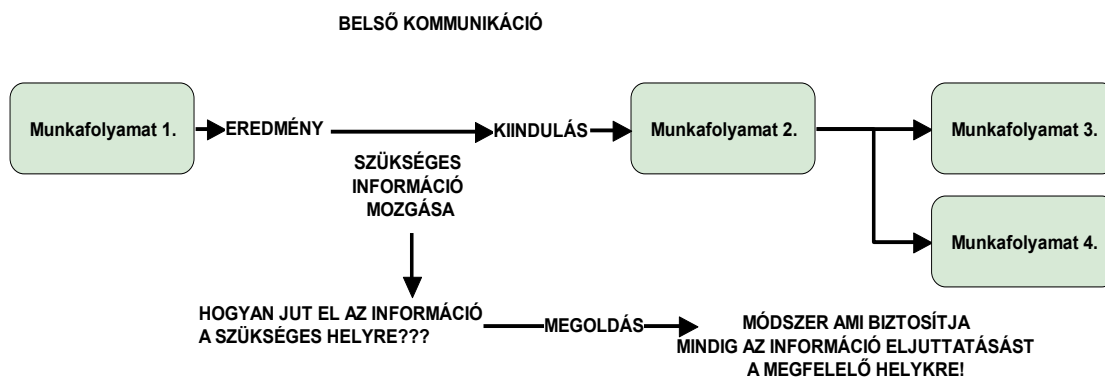 BELSŐ KOMMUNIKÁCIÓ
Munkafolyamat 1.
EREDMÉNY
KIINDULÁS
Munkafolyamat 2.
Munkafolyamat 3.
SZÜKSÉGES
INFORMÁCIÓ
MOZGÁSA
Munkafolyamat 4.
HOGYAN JUT EL AZ INFORMÁCIÓ
A SZÜKSÉGES HELYRE???
MEGOLDÁS
MÓDSZER AMI BIZTOSÍTJA
MINDIG AZ INFORMÁCIÓ ELJUTTATÁSÁST
A MEGFELELŐ HELYKRE!